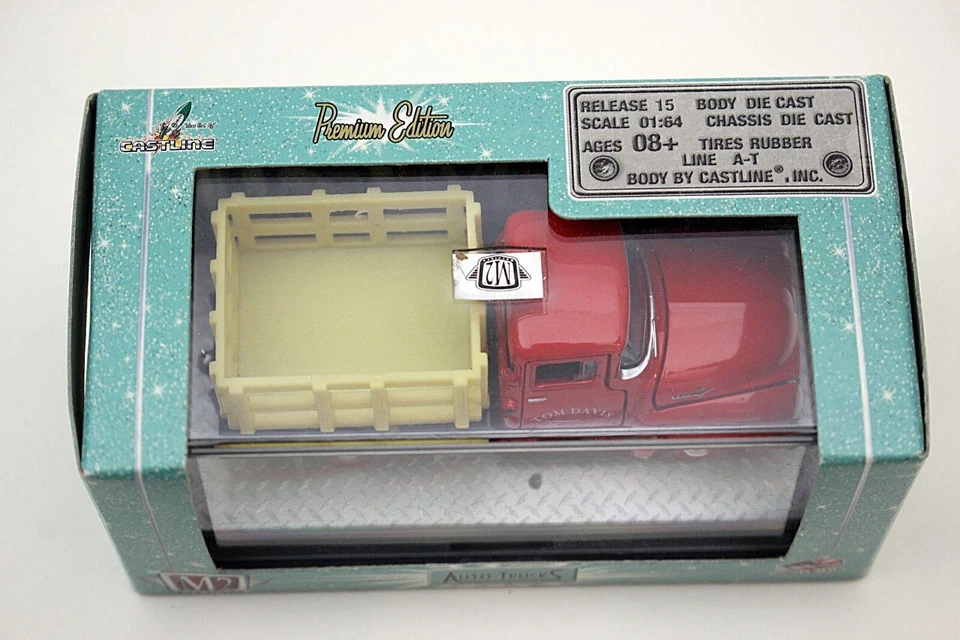 CASTLINE
Premium Edition
RELEASE 15 BODY DIE CAST
SCALE 01:64 CHASSIS DIE CAST
AGES 08+ TIRES RUBBER
LINE A-T
BODY BY CASTLINE®, INC.
M2
TOM DAVIS
M2
AUTO-TRUCKS